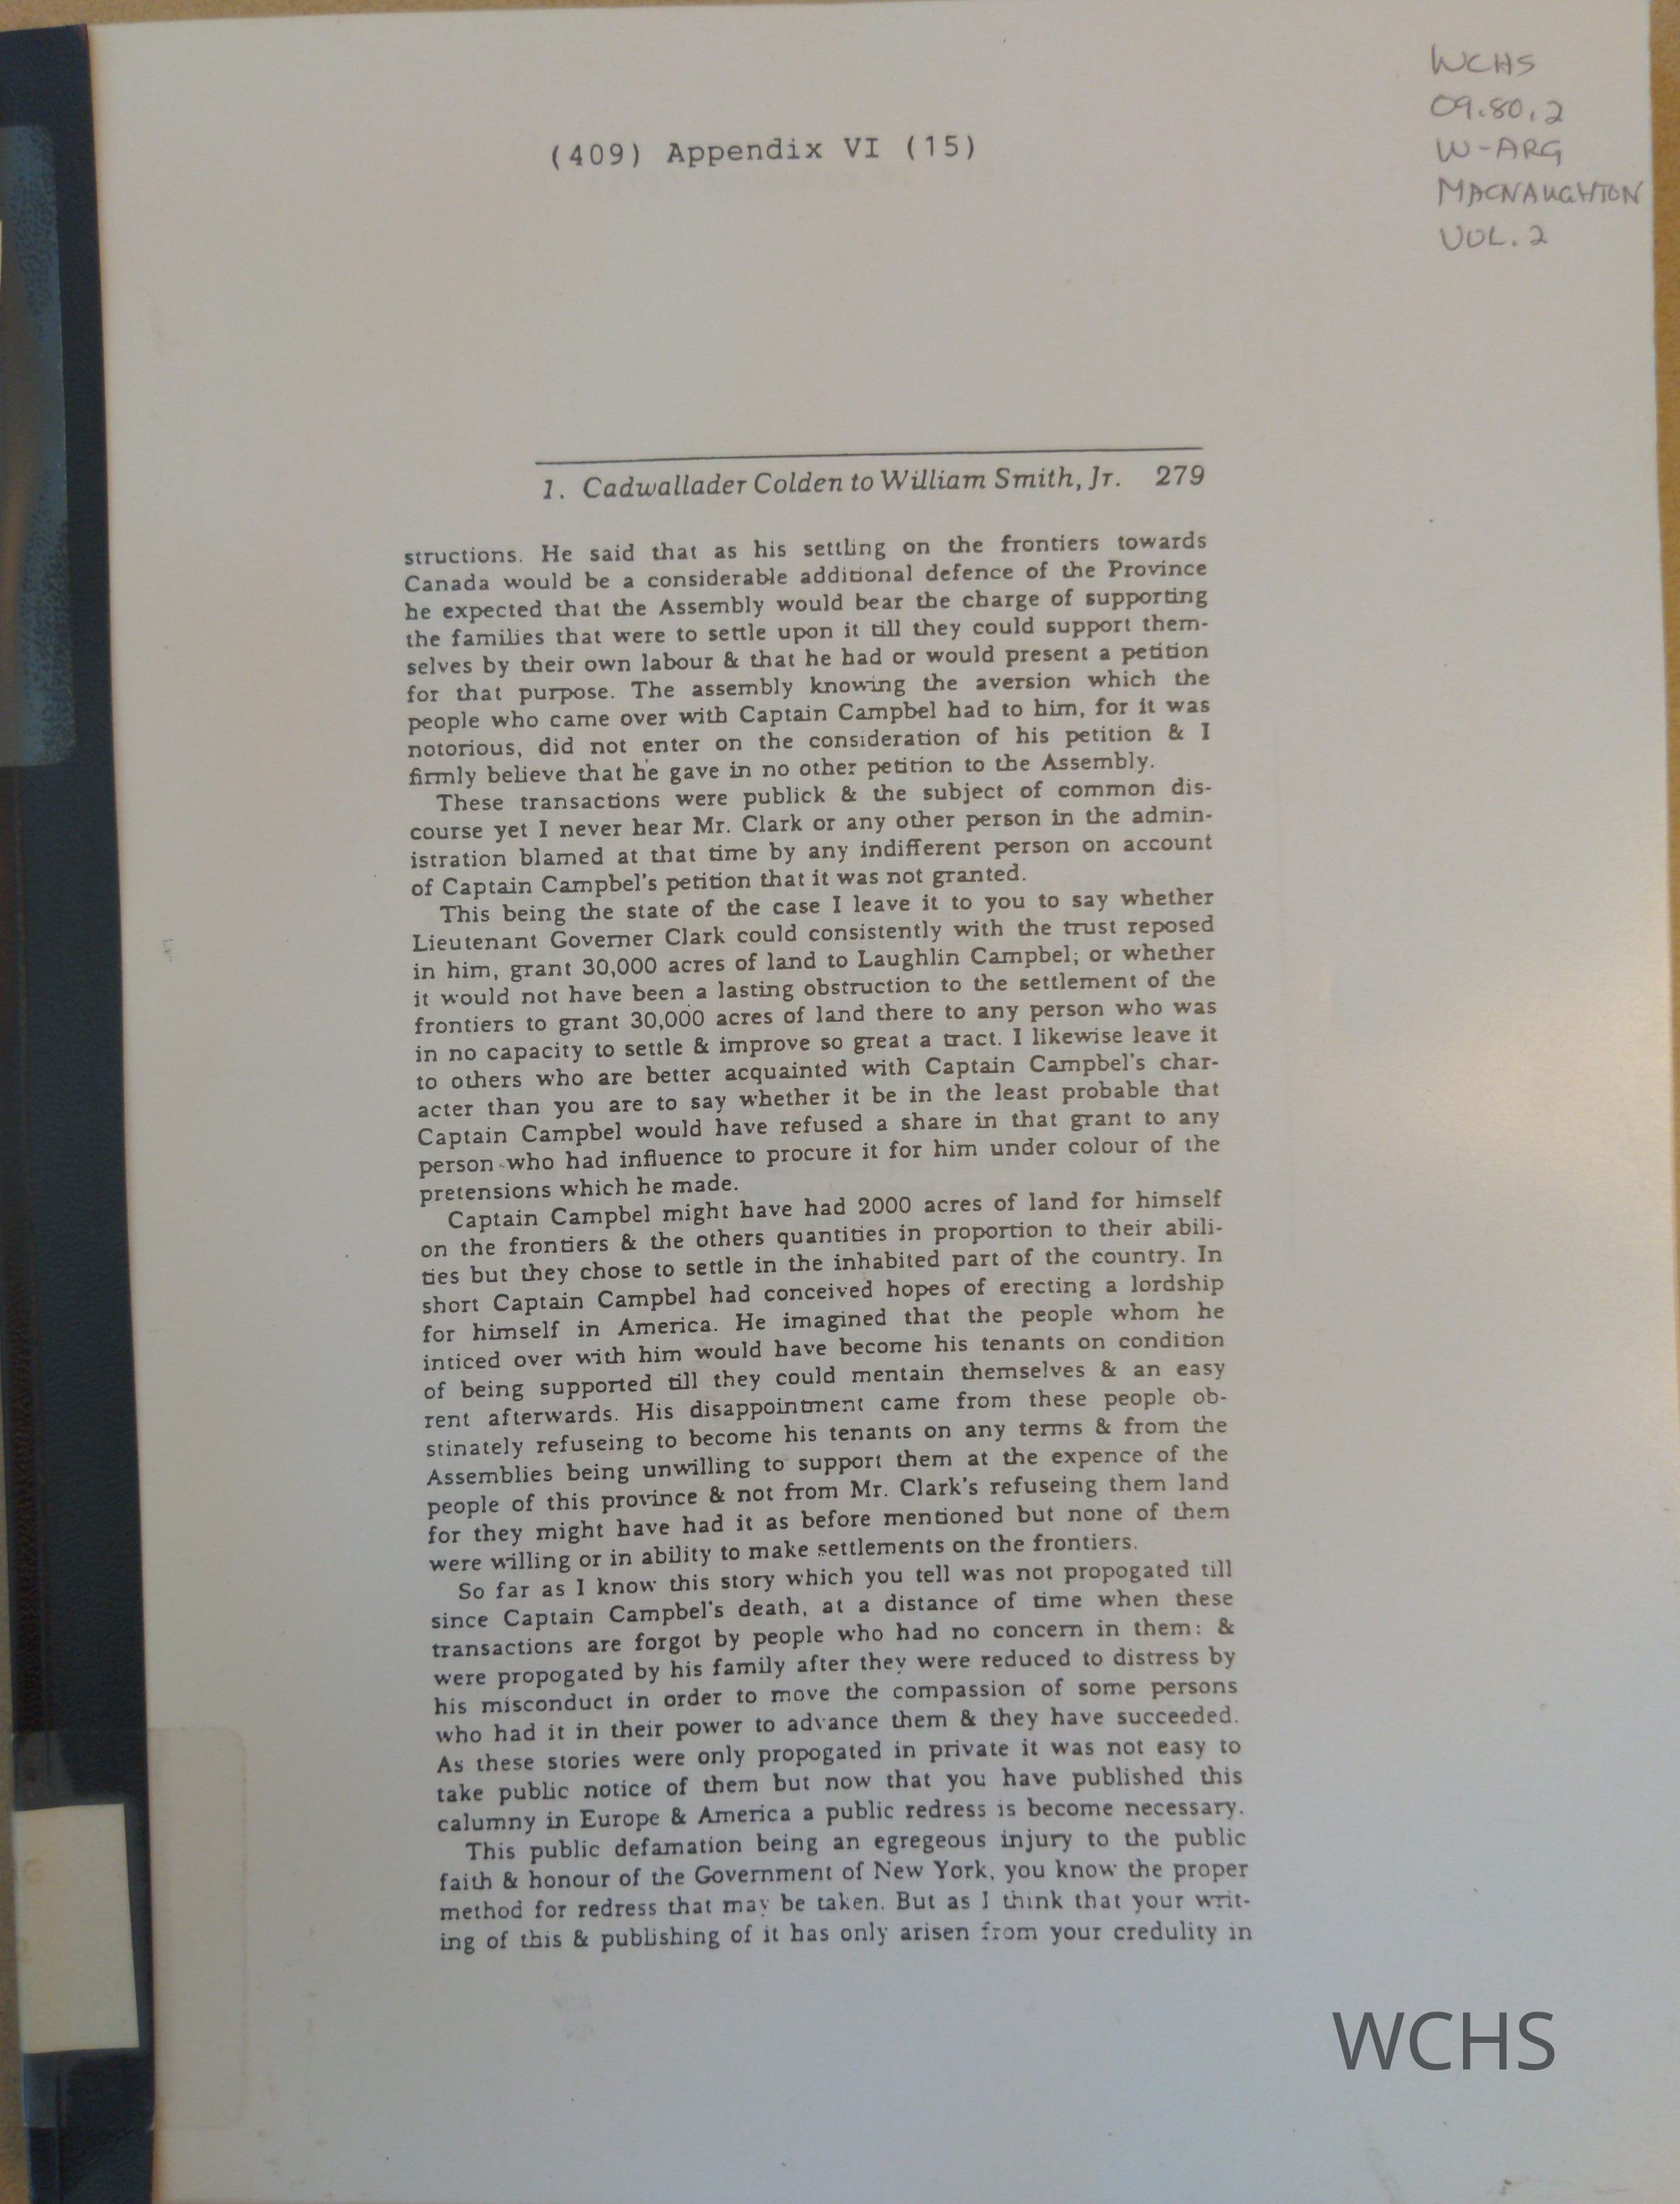 WCHS
09.80.2
W-ARG
MACNAUGHTON
VOL. 2
(409) Appendix VI (15)
1. Cadwallader Colden to William Smith, Jr. 279
structions. He said that as his settling on the frontiers towards
Canada would be a considerable additional defence of the Province
he expected that the Assembly would bear the charge of supporting
the families that were to settle upon it till they could support them-
selves by their own labour & that he had or would present a petition
for that purpose. The assembly knowing the aversion which the
people who came over with Captain Campbel had to him, for it was
notorious, did not enter on the consideration of his petition & I
firmly believe that he gave in no other petition to the Assembly.
These transactions were publick & the subject of common dis-
course yet I never hear Mr. Clark or any other person in the admin-
istration blamed at that time by any indifferent person on account
of Captain Campbel's petition that it was not granted.
This being the state of the case I leave it to you to say whether
Lieutenant Governer Clark could consistently with the trust reposed
in him, grant 30,000 acres of land to Laughlin Campbel; or whether
it would not have been a lasting obstruction to the settlement of the
frontiers to grant 30,000 acres of land there to any person who was
in no capacity to settle & improve so great a tract. I likewise leave it
to others who are better acquainted with Captain Campbel's char-
acter than you are to say whether it be in the least probable that
Captain Campbel would have refused a share in that grant to any
person who had influence to procure it for him under colour of the
pretensions which he made.
Captain Campbel might have had 2000 acres of land for himself
on the frontiers & the others quantities in proportion to their abili-
ties but they chose to settle in the inhabited part of the country. In
short Captain Campbel had conceived hopes of erecting a lordship
for himself in America. He imagined that the people whom he
inticed over with him would have become his tenants on condition
of being supported till they could mentain themselves & an easy
rent afterwards. His disappointment came from these people ob-
stinately refuseing to become his tenants on any terms & from the
Assemblies being unwilling to support them at the expence of the
people of this province & not from Mr. Clark's refuseing them land
for they might have had it as before mentioned but none of them
were willing or in ability to make settlements on the frontiers.
So far as I know this story which you tell was not propogated till
since Captain Campbel's death, at a distance of time when these
transactions are forgot by people who had no concern in them: &
were propogated by his family after they were reduced to distress by
his misconduct in order to move the compassion of some persons
who had it in their power to advance them & they have succeeded.
As these stories were only propogated in private it was not easy to
take public notice of them but now that you have published this
calumny in Europe & America a public redress is become necessary.
This public defamation being an egregeous injury to the public
faith & honour of the Government of New York, you know the proper
method for redress that may be taken. But as I think that your writ-
ing of this & publishing of it has only arisen from your credulity in
WCHS